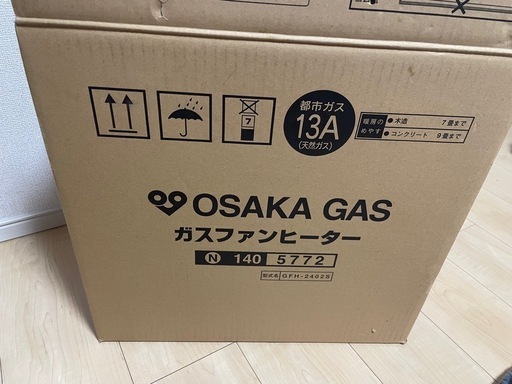 7
都市ガス
13A
(天然ガス)
暖房の
めやす
●木造 7畳まで
●コンクリート 9畳まで
OSAKA GAS
ガスファンヒーター
N 140 5772
型式名 GFH-2402S